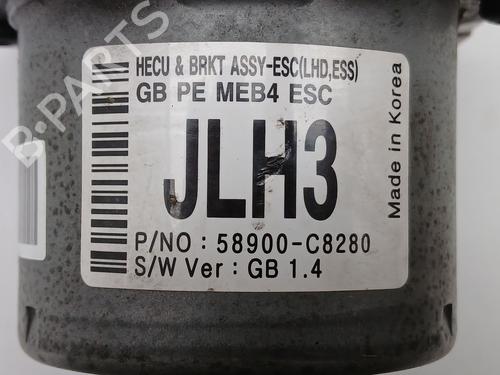 HECU & BRKT ASSY-ESC(LHD,ESS)
GB PE MEB4 ESC
JLH3
P/NO : 58900-C8280
S/W Ver : GB 1.4
Made in Korea
B-Parts